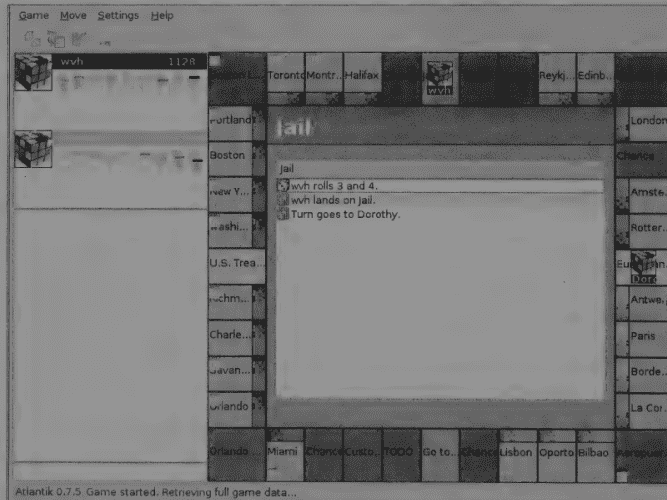 Game Move Settings Help
wvh 1128
Toronto Montr... Halifax Reykj... Edinb...
wvh
Portland
London
Jail
Boston
Chance
Jail
wvh rolls 3 and 4.
New Y...
Amste...
wvh lands on Jail.
Turn goes to Dorothy.
Washi...
Rotter...
U.S. Trea...
Richm...
Antwe...
Charle...
Paris
Savan...
Borde...
Orlando
La Cor...
Orlando ... Miami Chance Custo... TODO Go to... Chance Lisbon Oporto Bilbao
Atlantik 0.7.5. Game started. Retrieving full game data...